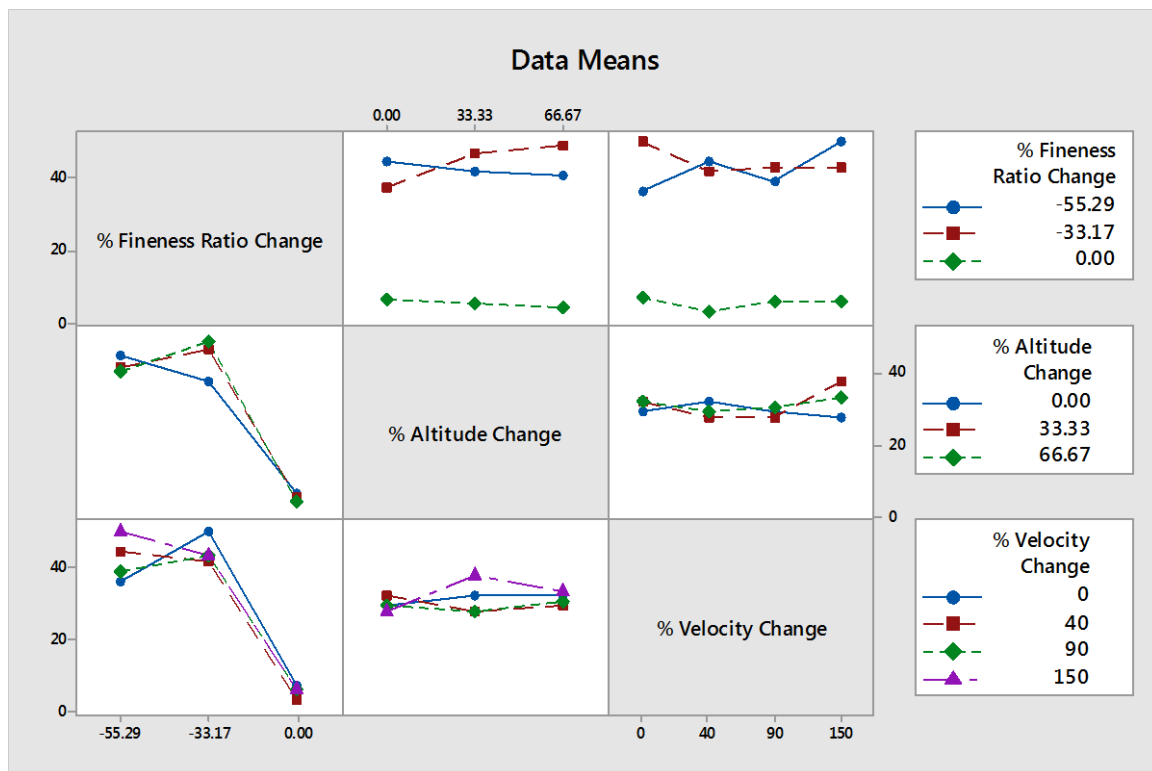 Data Means
0.00 33.33 66.67
40
20
0
% Fineness Ratio Change
% Fineness
Ratio Change
-55.29
-33.17
0.00
% Altitude Change
40
20
0
% Altitude
Change
0.00
33.33
66.67
40
20
0
% Velocity Change
% Velocity
Change
0
40
90
150
-55.29 -33.17 0.00
0 40 90 150